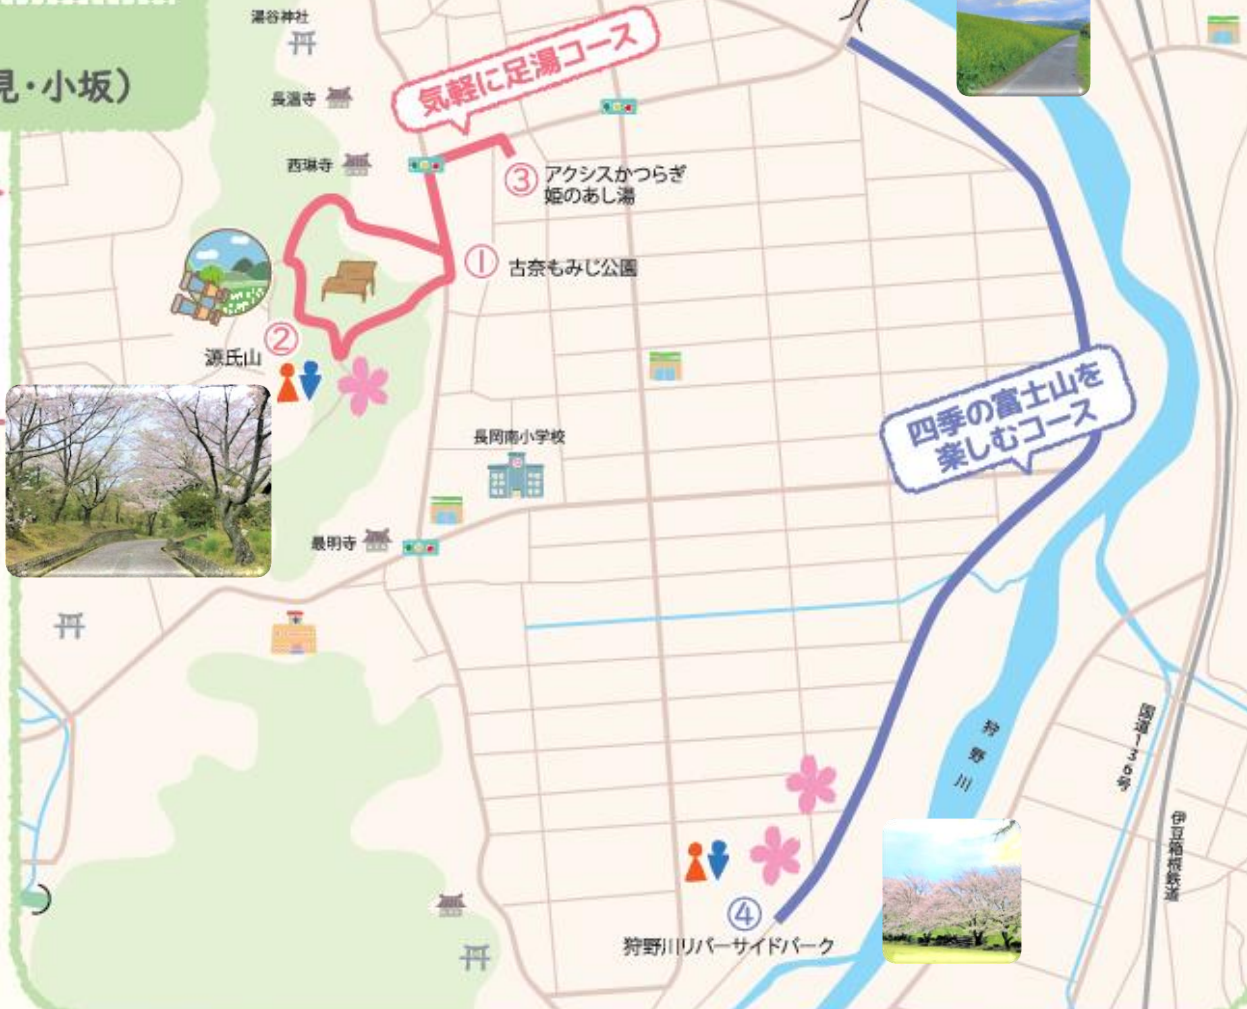 湯谷神社
見・小坂）
長温寺
気軽に足湯コース
西琳寺
③ アクシスかつらぎ
姫のあし湯
① 古奈もみじ公園
②
源氏山
四季の富士山を
楽しむコース
長岡南小学校
最明寺
狩野川
国道136号
伊豆箱根鉄道
④
狩野川リバーサイドパーク